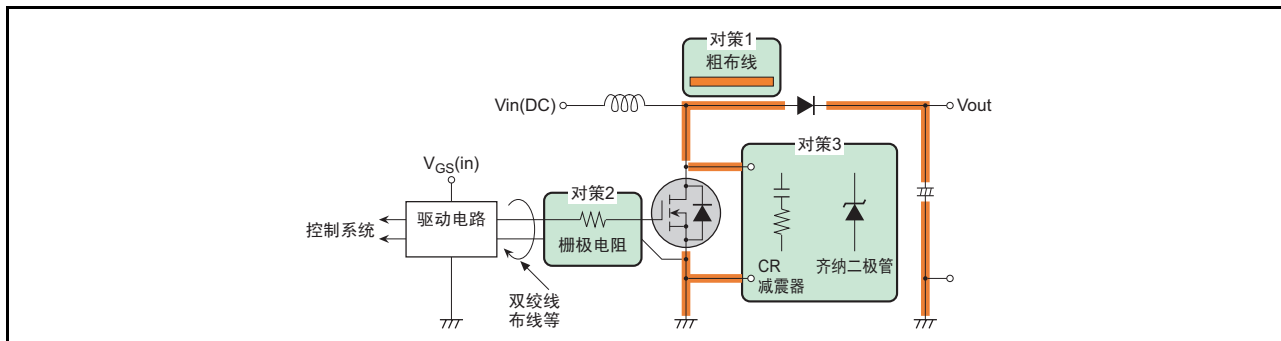 对策1
粗布线
Vin(DC)
Vout
对策3
VGS(in)
对策2
驱动电路
控制系统
栅极电阻
CR
减震器
齐纳二极管
双绞线
布线等